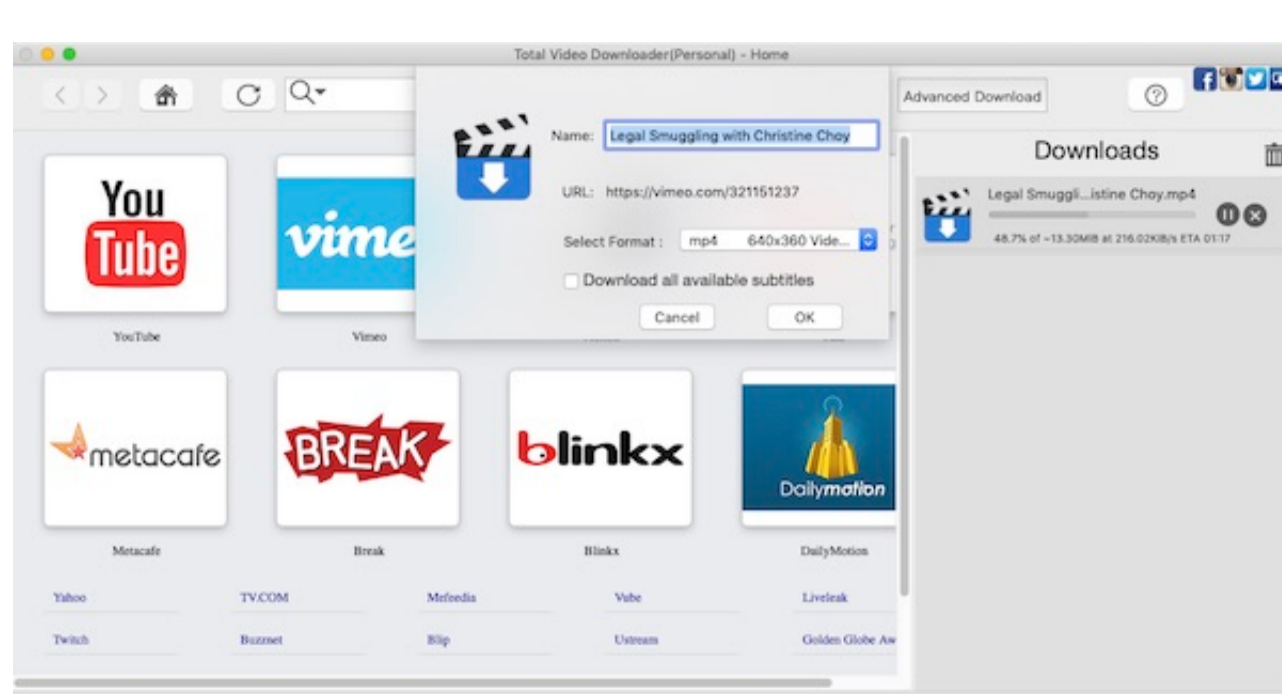 Total Video Downloader(Personal) - Home
Advanced Download
Name: Legal Smuggling with Christine Choy
URL: https://vimeo.com/321151237
Select Format : mp4 640x360 Vide...
Download all available subtitles
Cancel OK
Downloads
Legal Smuggli...istine Choy.mp4
48.7% of ~13.30MiB at 216.02KiB/s ETA 01:17
You
Tube
vime
YouTube Vimeo
metacafe BREAK blinkx Dailymotion
Metacafe Break Blinkx DailyMotion
Yahoo TV.COM Mefeedia Vube Liveleak
Twitch Buzznet Blip Ustream Golden Globe Aw